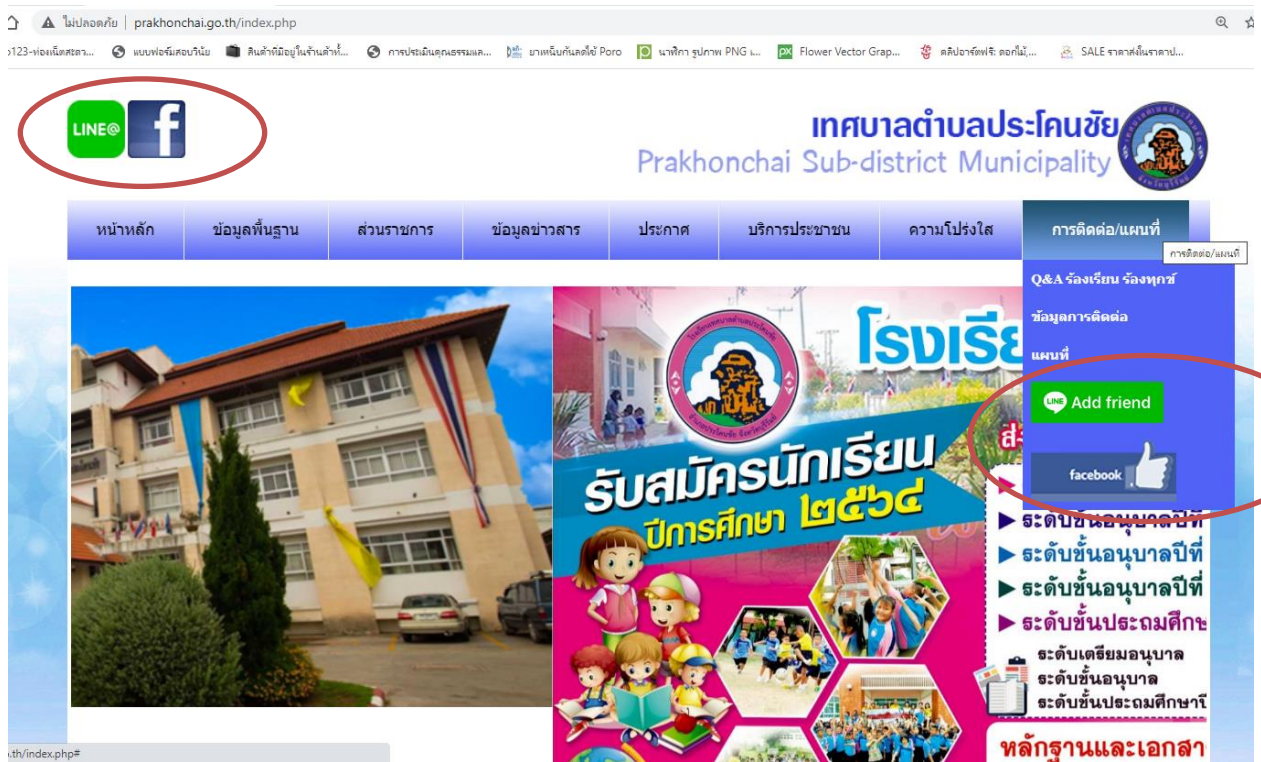 ไม่ปลอดภัย | prakhonchai.go.th/index.php
แบบฟอร์มสอบวินัย
สินค้าที่มีอยู่ในร้านค้าทั้...
การประเมินคุณธรรมแล...
ยาเหน็บกันลดไข้ Poro
นาฬิกา รูปภาพ PNG เ...
Flower Vector Grap...
คลิปอาร์ตฟรี: ดอกไม้,...
SALE ราคาส่งในราคาป...
LINE@
f
เทศบาลตำบลประโคนชัย
Prakhonchai Sub-district Municipality
หน้าหลัก
ข้อมูลพื้นฐาน
ส่วนราชการ
ข้อมูลข่าวสาร
ประกาศ
บริการประชาชน
ความโปร่งใส
การติดต่อ/แผนที่
การติดต่อ/แผนที่
Q&A ร้องเรียน ร้องทุกข์
ข้อมูลการติดต่อ
แผนที่
LINE Add friend
facebook
โรงเรีย
รับสมัครนักเรียน
ปีการศึกษา ๒๕๖๔
ระดับชั้นอนุบาลปีที่
ระดับชั้นอนุบาลปีที่
ระดับชั้นอนุบาลปีที่
ระดับชั้นประถมศึกษ
ระดับเตรียมอนุบาล
ระดับชั้นอนุบาล
ระดับชั้นประถมศึกษาปี
หลักฐานและเอกสา
.th/index.php#